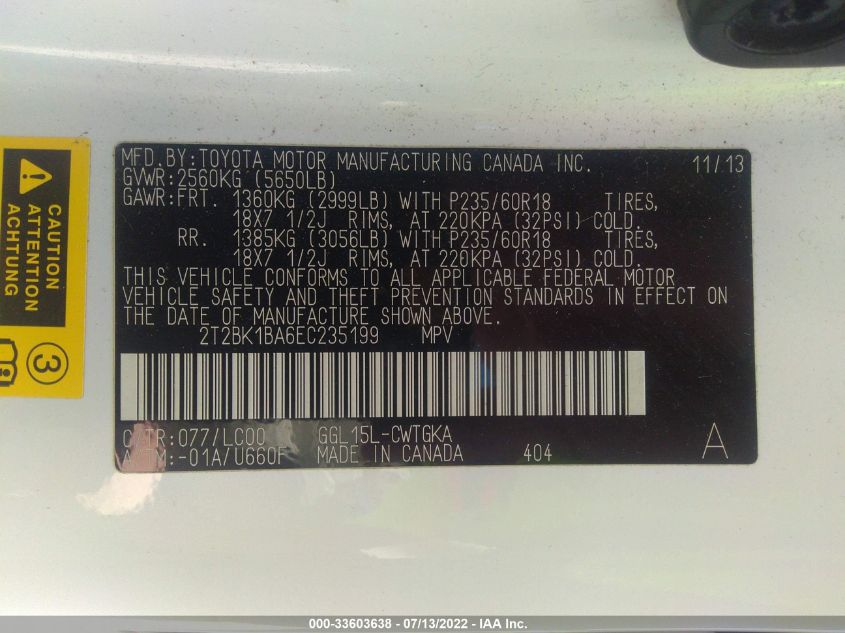 ACHTUNG
CAUTION
3
MFD.BY:TOYOTA MOTOR MANUFACTURING CANADA INC. 11/13
GVWR:2560KG (5650LB)
GAWR:FRT. 1360KG (2999LB) WITH P235/60R18 TIRES,
18X7 1/2J RIMS, AT 220KPA (32PSI) COLD.
RR. 1385KG (3056LB) WITH P235/60R18 TIRES,
18X7 1/2J RIMS, AT 220KPA (32PSI) COLD.
THIS VEHICLE CONFORMS TO ALL APPLICABLE FEDERAL MOTOR
VEHICLE SAFETY AND THEFT PREVENTION STANDARDS IN EFFECT ON
THE DATE OF MANUFACTURE SHOWN ABOVE.
2T2BK1BA6EC235199 MPV
C/TR:077/LC00 GGL15L-CWTGKA
A/TM:-01A/U660F MADE IN CANADA 404 A
000-33603638 - 07/13/2022 - IAA Inc.